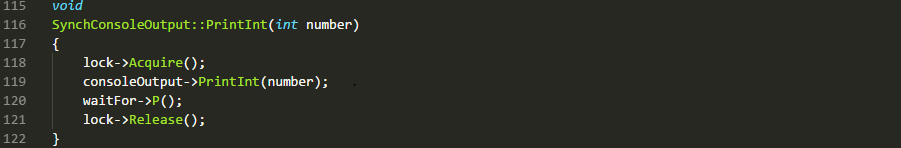 115 void
116 SynchConsoleOutput::PrintInt(int number)
117 {
118     lock->Acquire();
119     consoleOutput->PrintInt(number);
120     waitFor->P();
121     lock->Release();
122 }